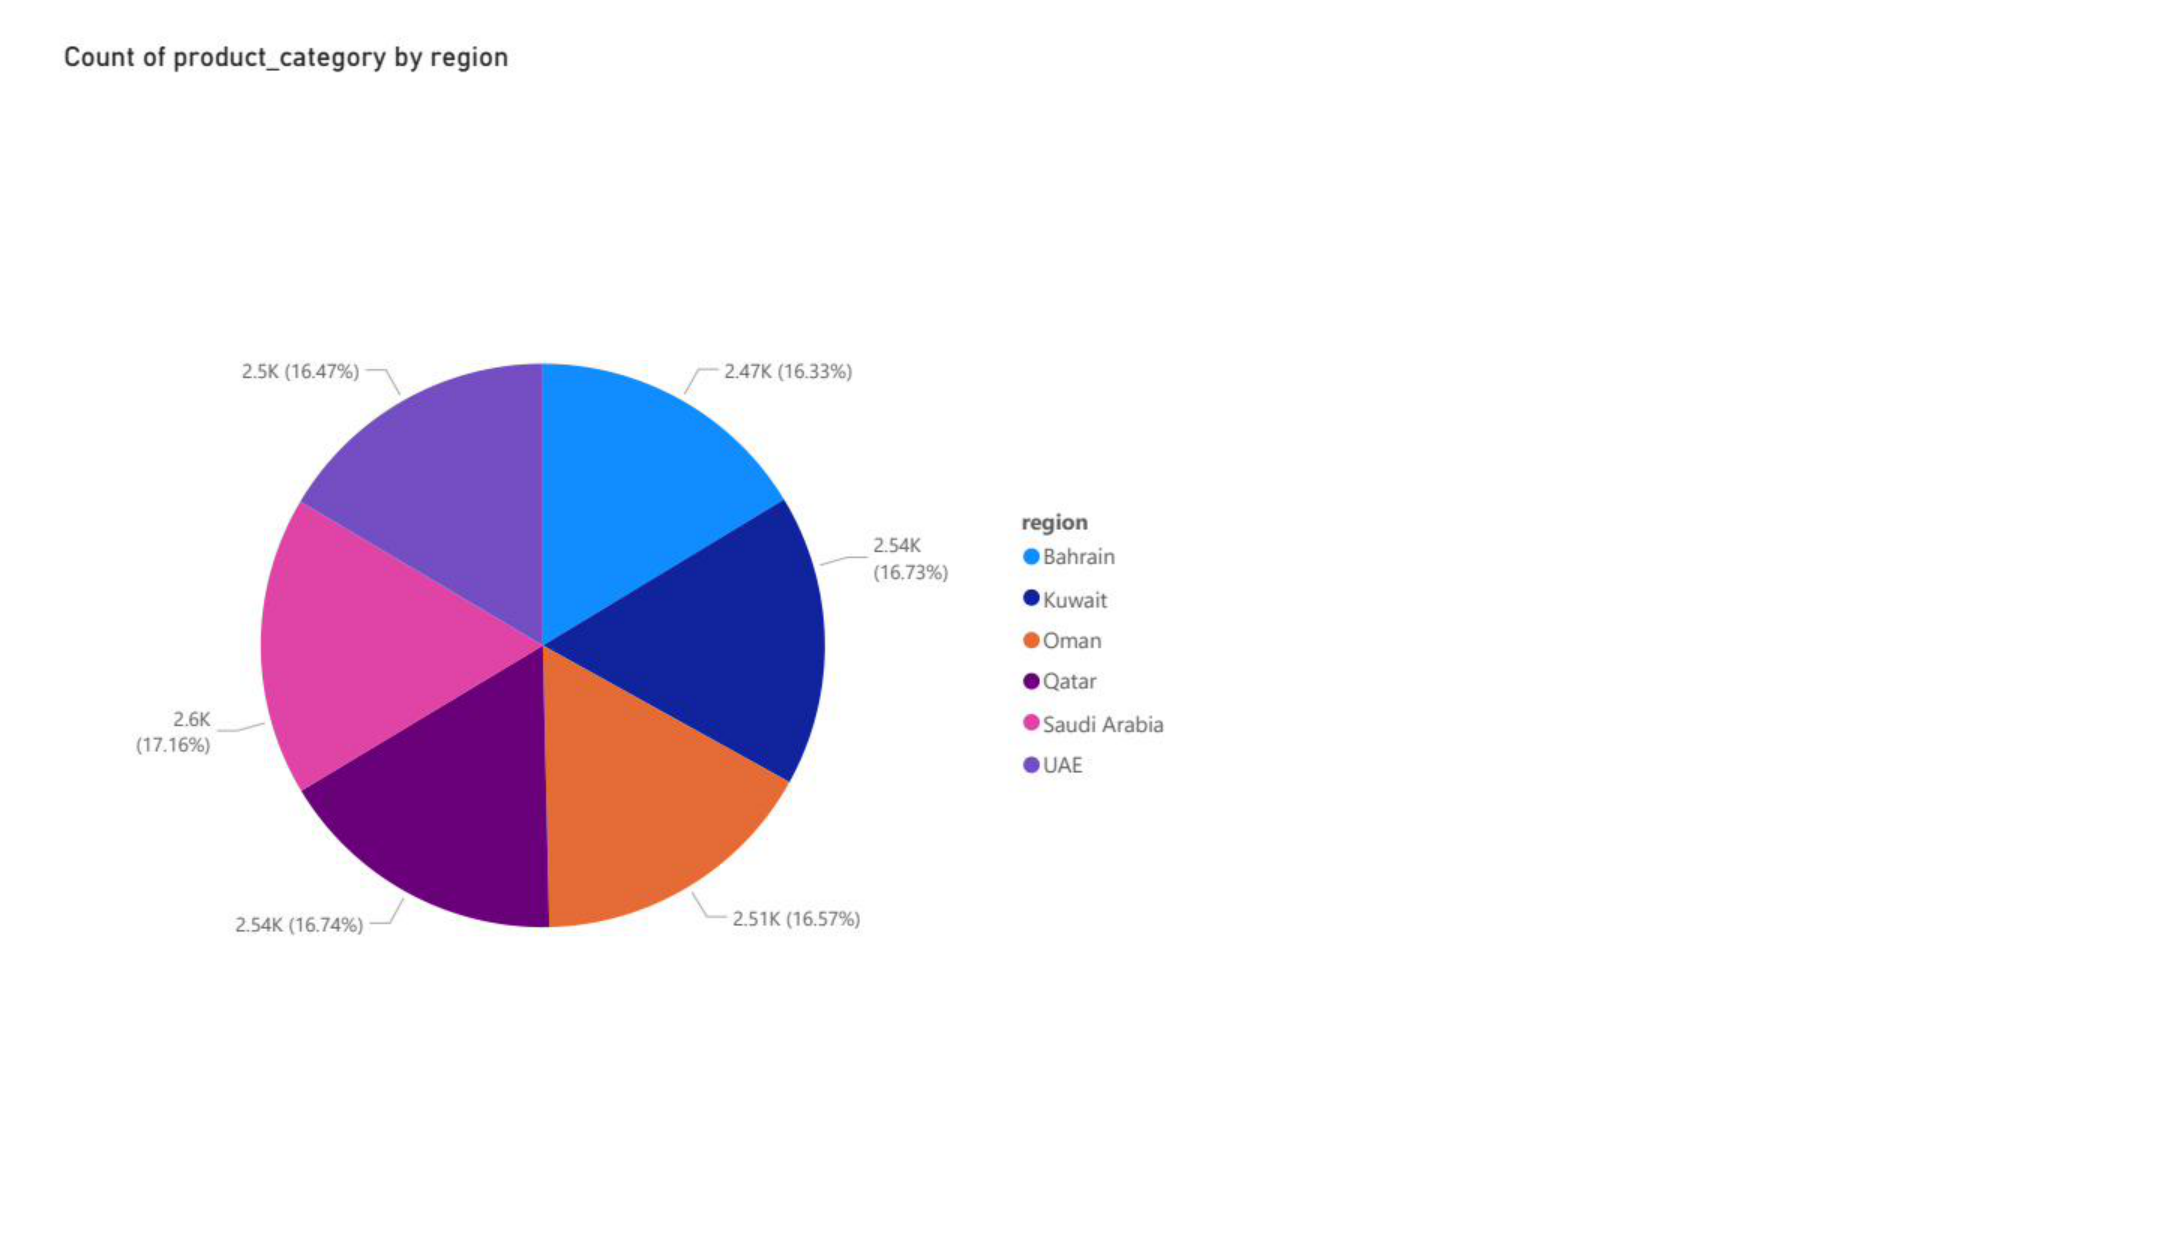 Count of product_category by region
2.5K (16.47%)
2.47K (16.33%)
2.54K
(16.73%)
2.6K
(17.16%)
2.54K (16.74%)
2.51K (16.57%)
region
Bahrain
Kuwait
Oman
Qatar
Saudi Arabia
UAE